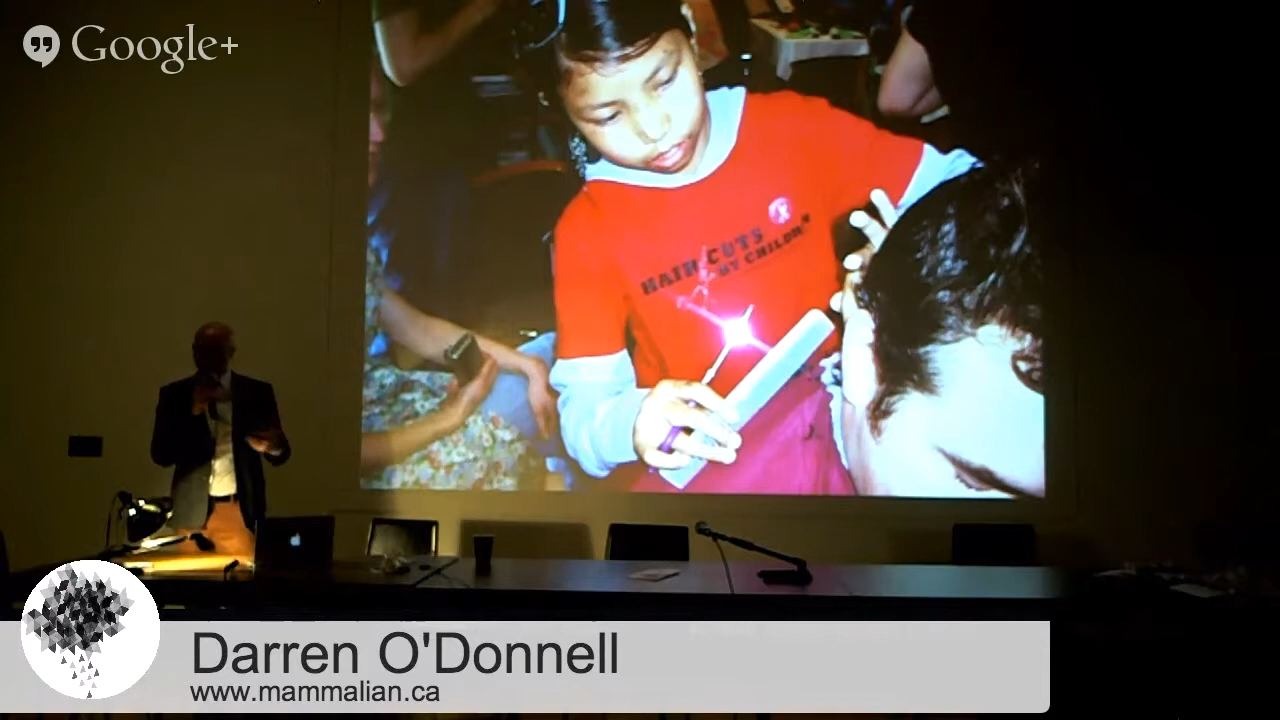 Google+
HAIRCUTS
BY CHILDREN
Darren O'Donnell
www.mammalian.ca